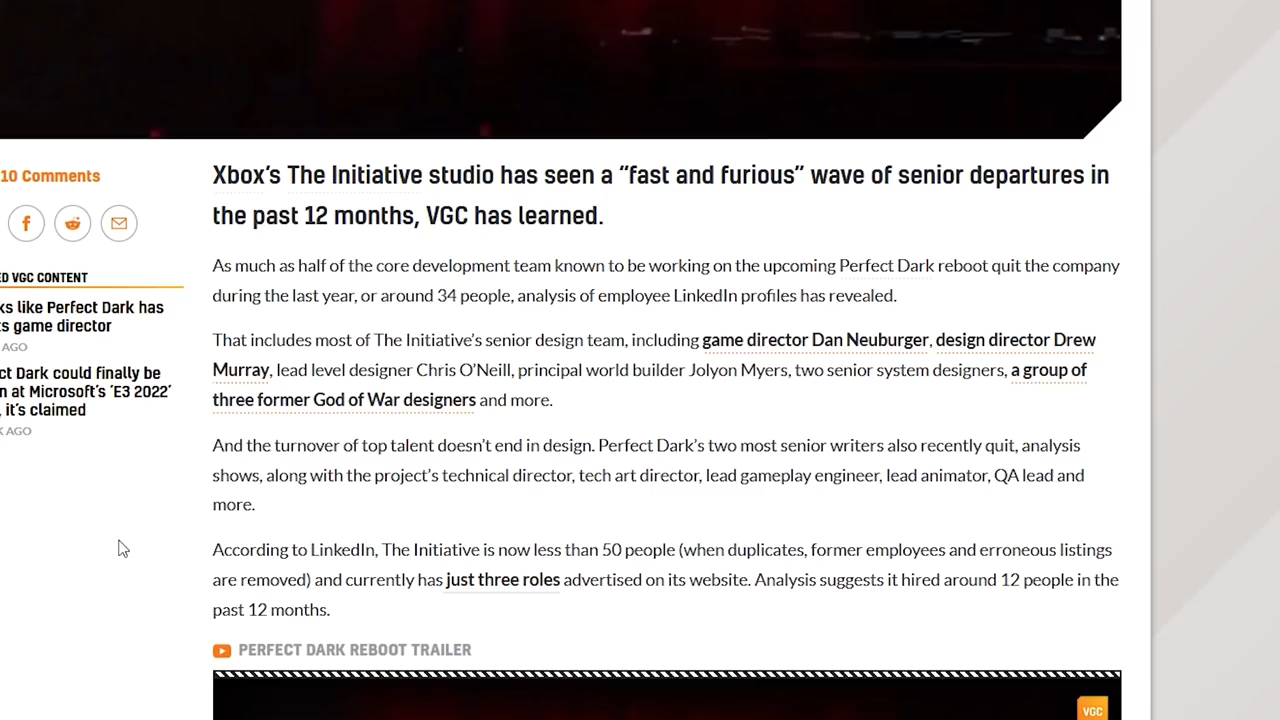 10 Comments
ED VGC CONTENT
ks like Perfect Dark has
ts game director
AGO
ct Dark could finally be
n at Microsoft's 'E3 2022'
, it's claimed
K AGO
Xbox's The Initiative studio has seen a “fast and furious” wave of senior departures in
the past 12 months, VGC has learned.
As much as half of the core development team known to be working on the upcoming Perfect Dark reboot quit the company
during the last year, or around 34 people, analysis of employee LinkedIn profiles has revealed.
That includes most of The Initiative’s senior design team, including game director Dan Neuburger, design director Drew
Murray, lead level designer Chris O’Neill, principal world builder Jolyon Myers, two senior system designers, a group of
three former God of War designers and more.
And the turnover of top talent doesn’t end in design. Perfect Dark’s two most senior writers also recently quit, analysis
shows, along with the project’s technical director, tech art director, lead gameplay engineer, lead animator, QA lead and
more.
According to LinkedIn, The Initiative is now less than 50 people (when duplicates, former employees and erroneous listings
are removed) and currently has just three roles advertised on its website. Analysis suggests it hired around 12 people in the
past 12 months.
PERFECT DARK REBOOT TRAILER
VGC